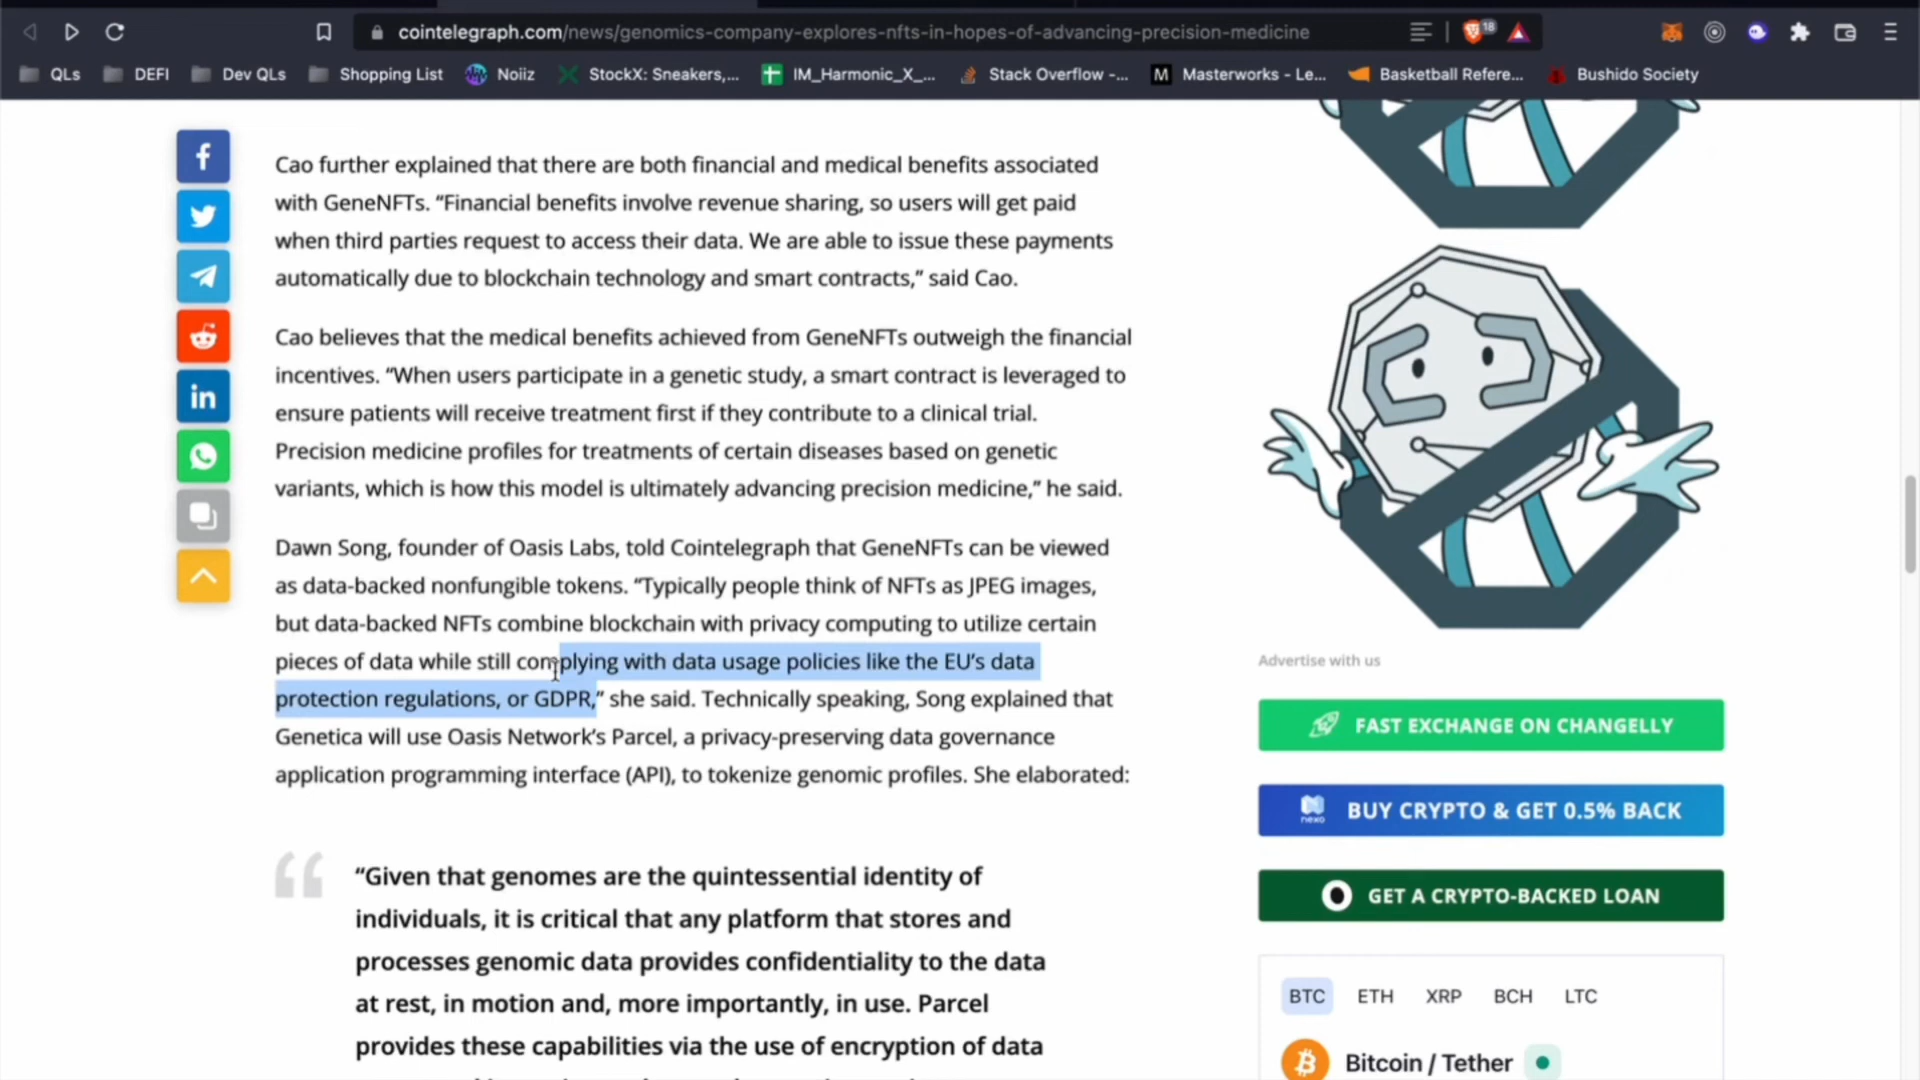 cointelegraph.com/news/genomics-company-explores-nfts-in-hopes-of-advancing-precision-medicine
18
QLs
DEFI
Dev QLs
Shopping List
Noiiz
StockX: Sneakers,...
IM_Harmonic_X_...
Stack Overflow -...
M
Masterworks - Le...
Basketball Refere...
Bushido Society
Cao further explained that there are both financial and medical benefits associated
with GeneNFTs. “Financial benefits involve revenue sharing, so users will get paid
when third parties request to access their data. We are able to issue these payments
automatically due to blockchain technology and smart contracts,” said Cao.
Cao believes that the medical benefits achieved from GeneNFTs outweigh the financial
incentives. “When users participate in a genetic study, a smart contract is leveraged to
ensure patients will receive treatment first if they contribute to a clinical trial.
Precision medicine profiles for treatments of certain diseases based on genetic
variants, which is how this model is ultimately advancing precision medicine,” he said.
Dawn Song, founder of Oasis Labs, told Cointelegraph that GeneNFTs can be viewed
as data-backed nonfungible tokens. “Typically people think of NFTs as JPEG images,
but data-backed NFTs combine blockchain with privacy computing to utilize certain
pieces of data while still complying with data usage policies like the EU’s data
protection regulations, or GDPR,” she said. Technically speaking, Song explained that
Genetica will use Oasis Network’s Parcel, a privacy-preserving data governance
application programming interface (API), to tokenize genomic profiles. She elaborated:
“Given that genomes are the quintessential identity of
individuals, it is critical that any platform that stores and
processes genomic data provides confidentiality to the data
at rest, in motion and, more importantly, in use. Parcel
provides these capabilities via the use of encryption of data
Advertise with us
FAST EXCHANGE ON CHANGELLY
nexo
BUY CRYPTO & GET 0.5% BACK
GET A CRYPTO-BACKED LOAN
BTC
ETH
XRP
BCH
LTC
Bitcoin / Tether